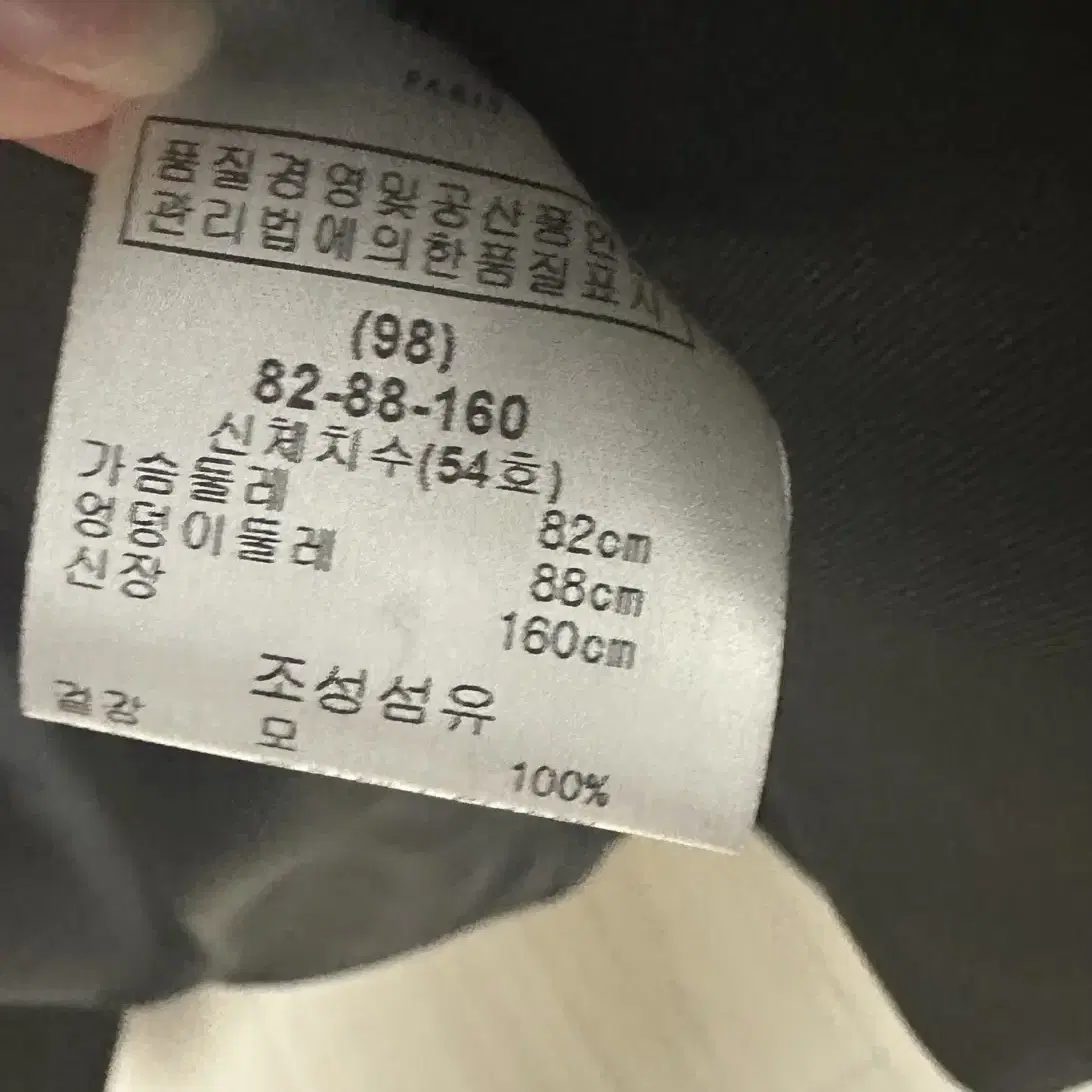 PARIS
품질경영및공산품안
관리법에의한품질표시
(98)
82-88-160
신체치수(54호)
가슴둘레 82cm
엉덩이둘레 88cm
신장 160cm
조성섬유
겉감 모 100%